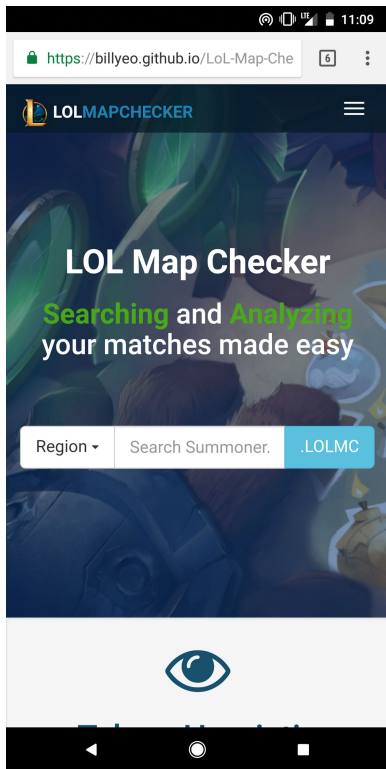 LTE 11:09
https://billyeo.github.io/LoL-Map-Che 6
LOLMAPCHECKER
LOL Map Checker
Searching and Analyzing
your matches made easy
Region Search Summoner. .LOLMC